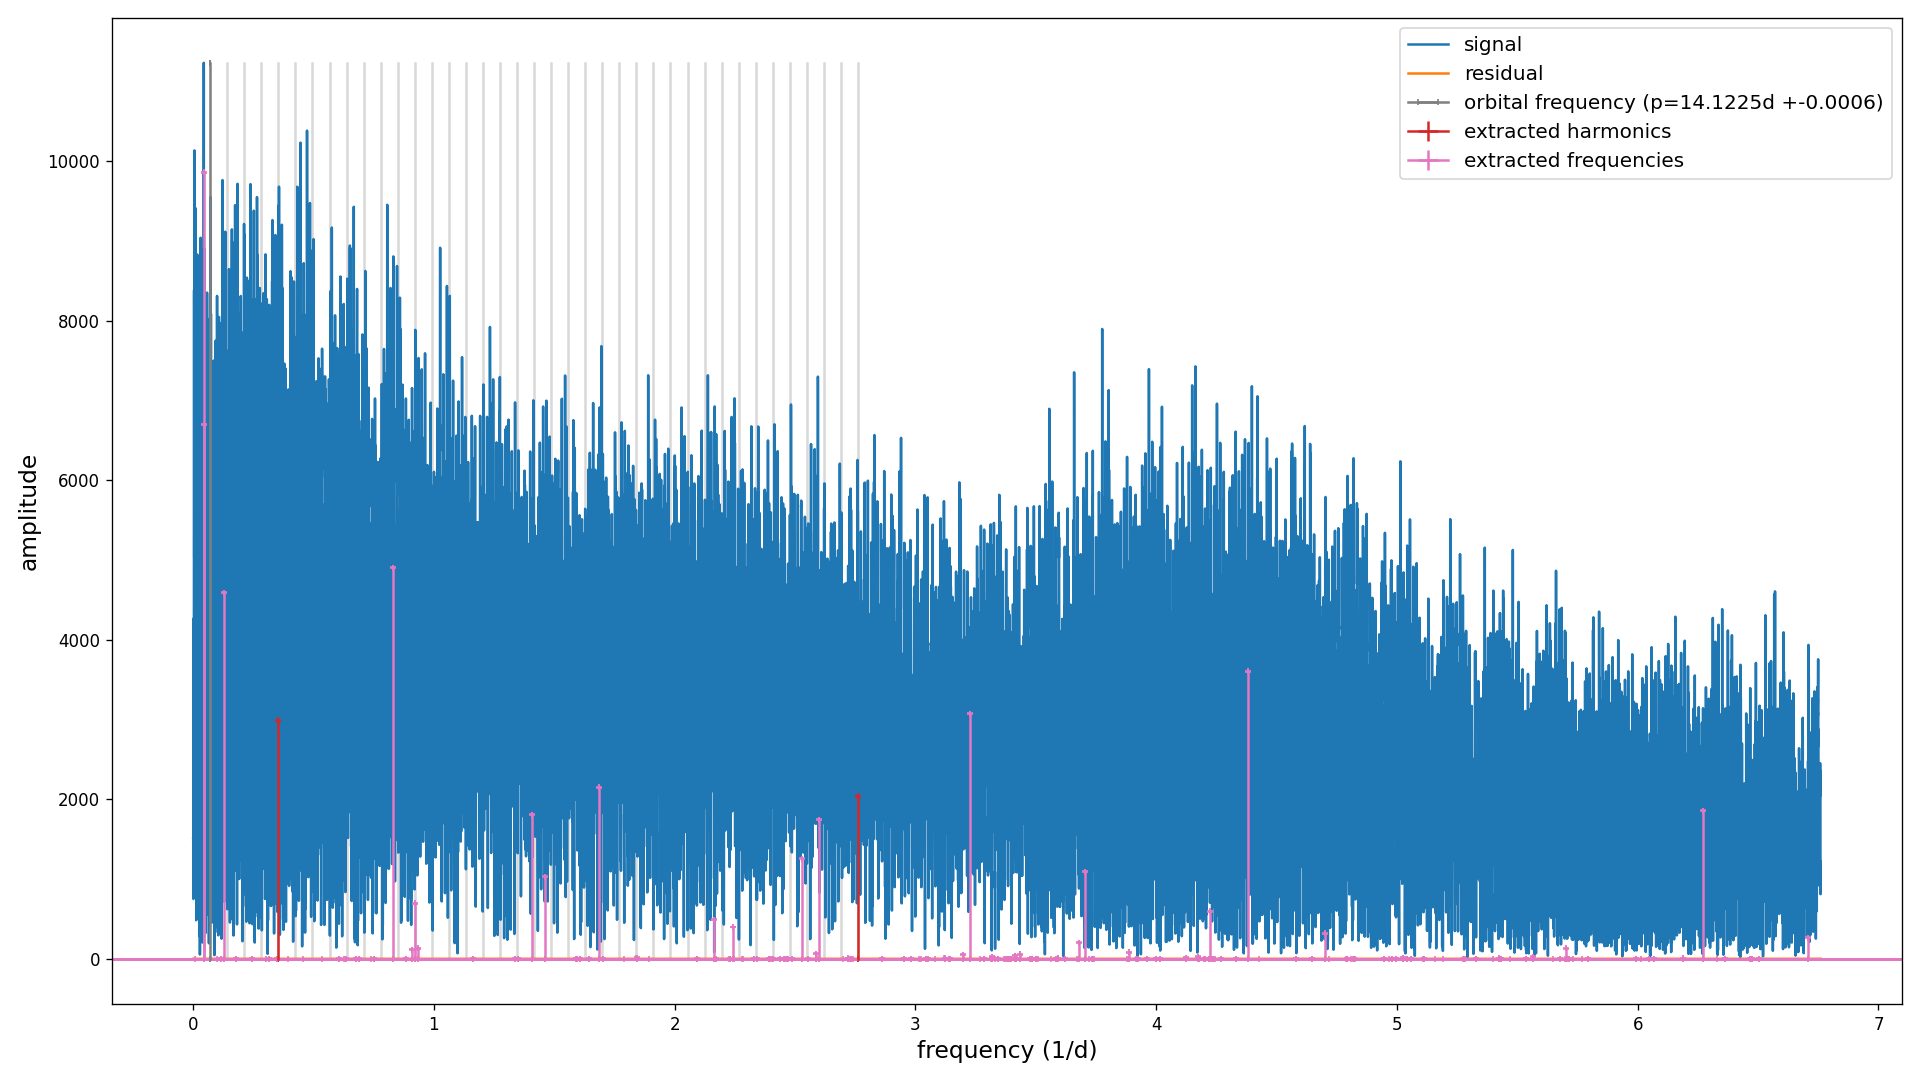 signal
residual
orbital frequency (p=14.1225d +-0.0006)
extracted harmonics
extracted frequencies
amplitude
10000
8000
6000
4000
2000
0
0 1 2 3 4 5 6 7
frequency (1/d)